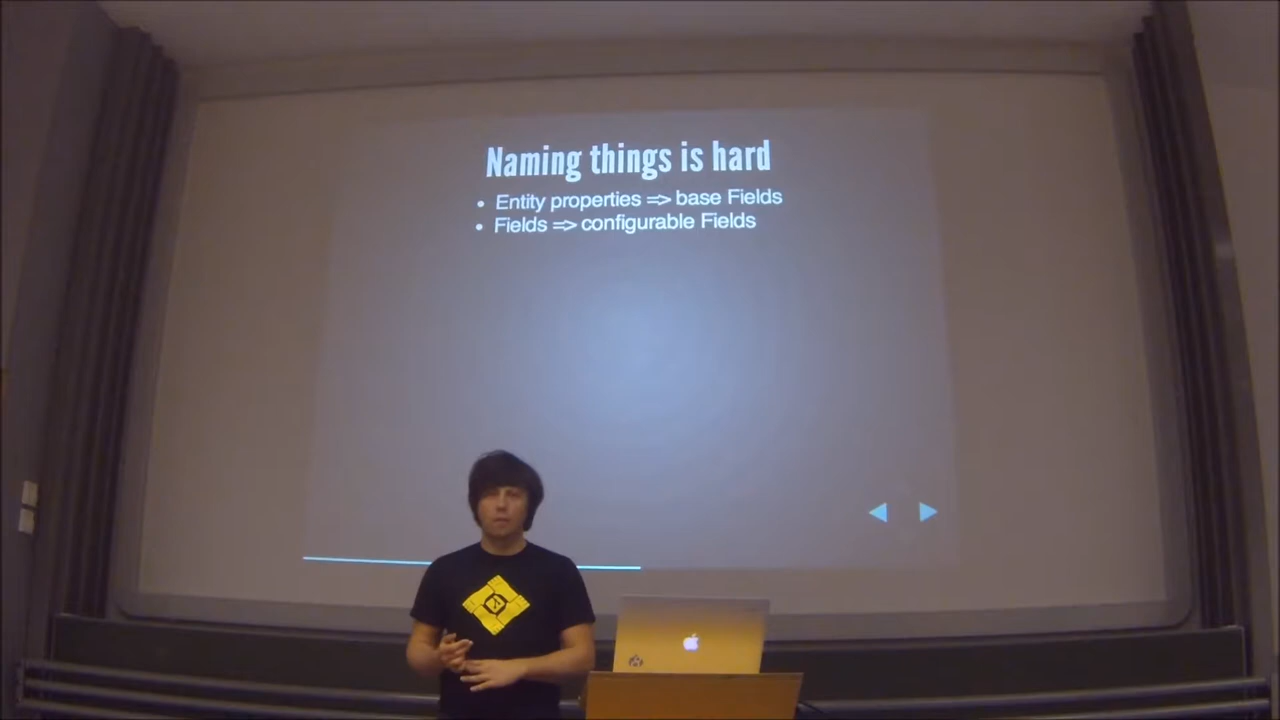 Naming things is hard
• Entity properties => base Fields
• Fields => configurable Fields